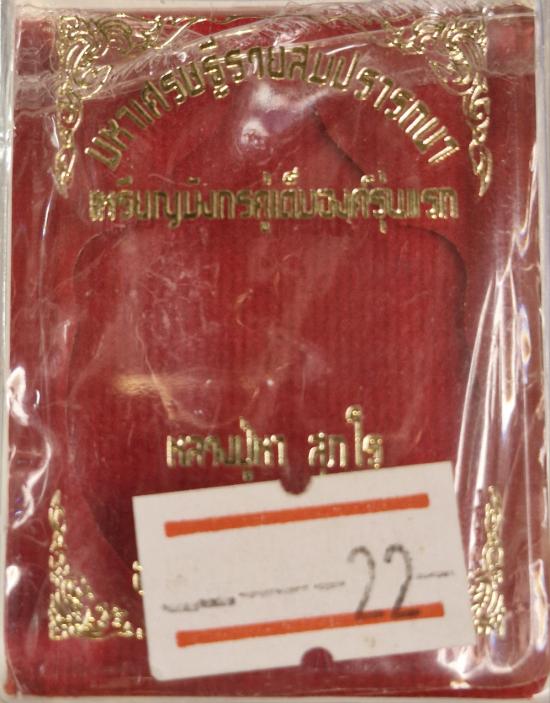 มหาเศรษฐีรวยสมปรารถนา
เหรียญมังกรคู่เต็มองค์รุ่นแรก
หลวงปู่หา สุภโร
22